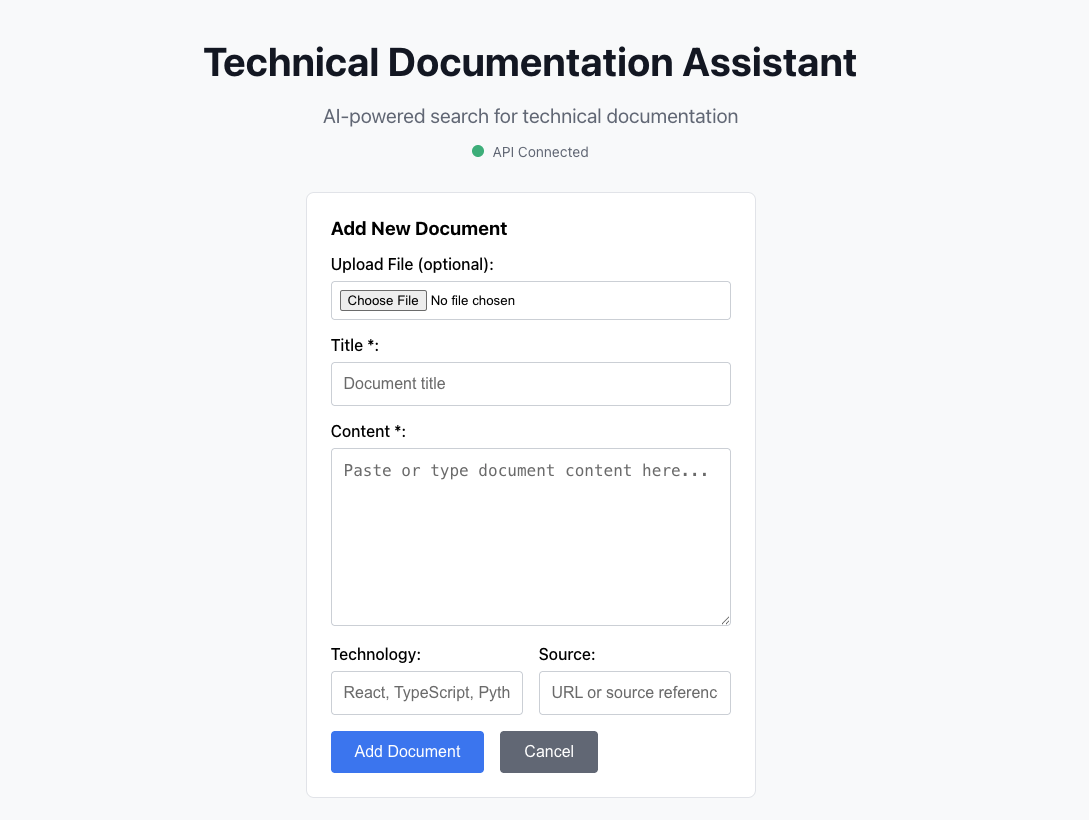 Technical Documentation Assistant
AI-powered search for technical documentation
API Connected
Add New Document
Upload File (optional):
Choose File No file chosen
Title *:
Document title
Content *:
Paste or type document content here...
Technology: Source:
React, TypeScript, Pyth URL or source referenc
Add Document Cancel